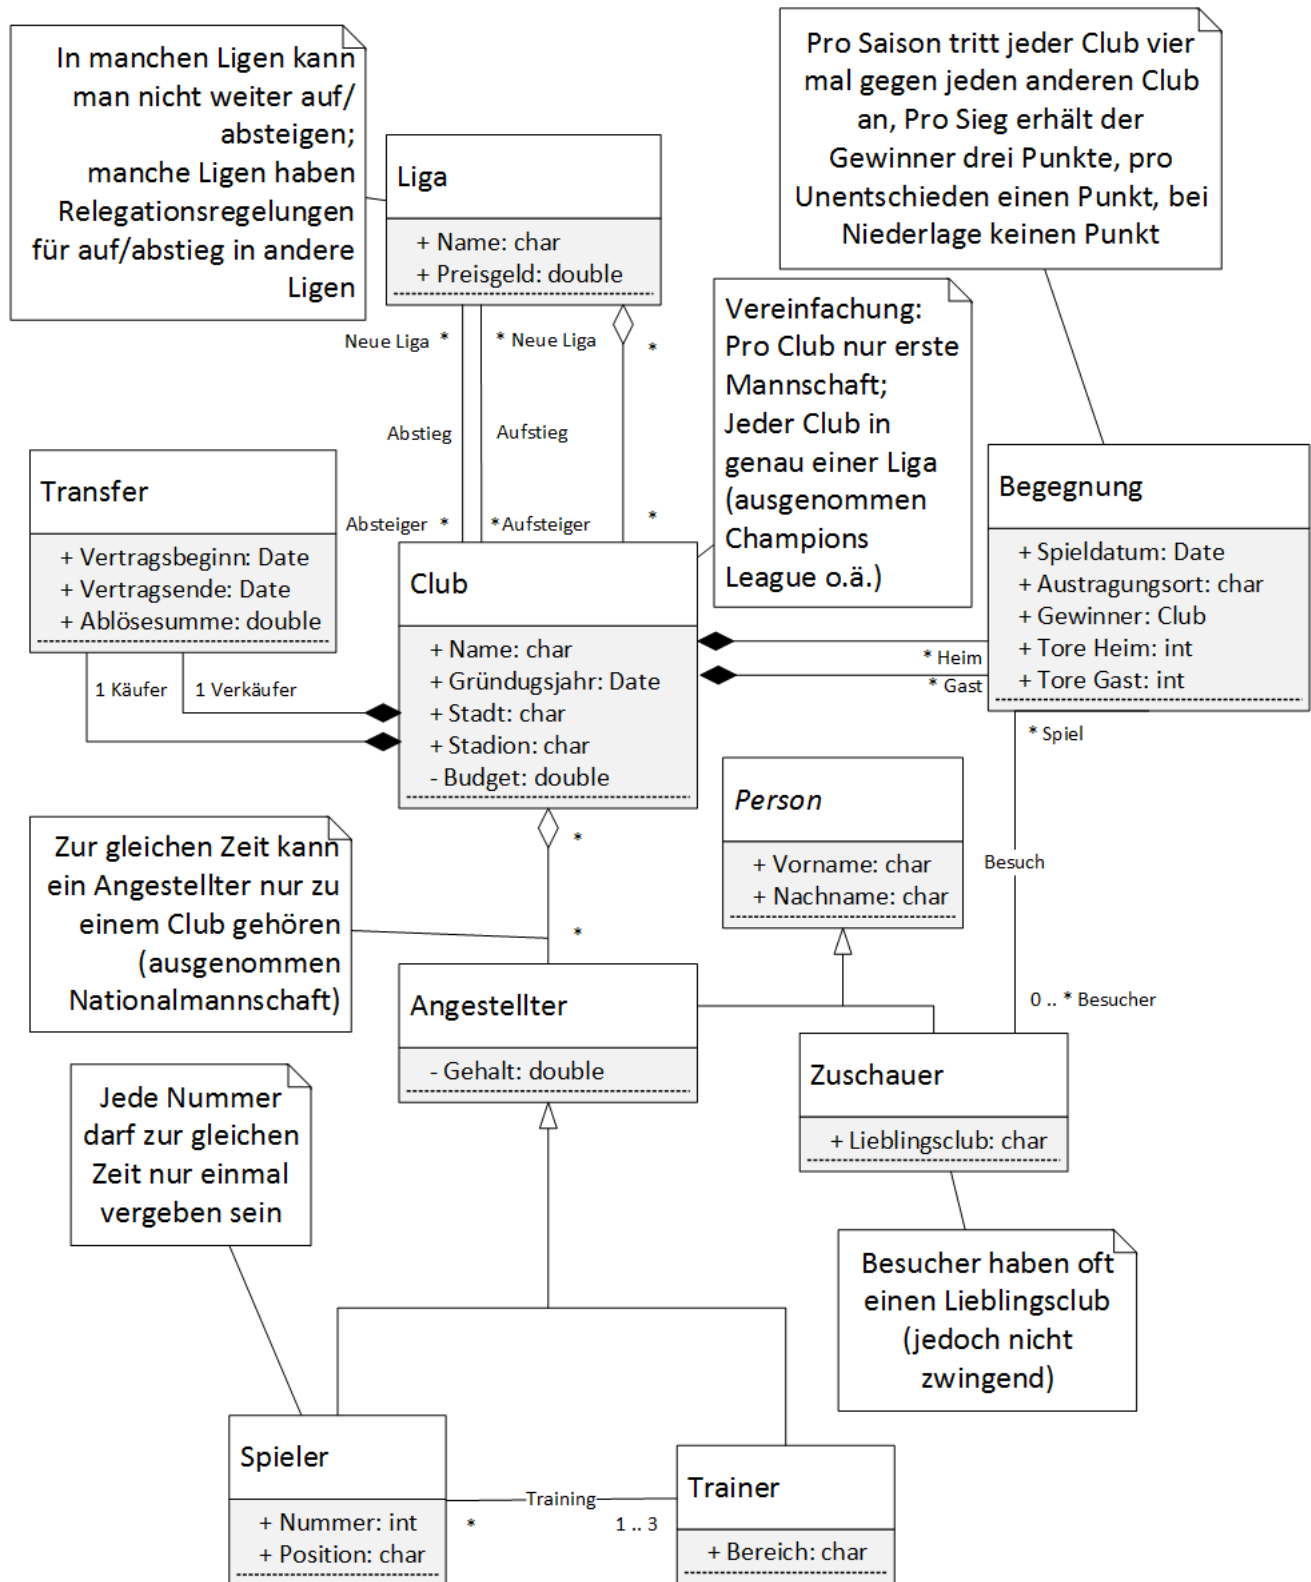 In manchen Ligen kann
man nicht weiter auf/
absteigen;
manche Ligen haben
Relegationsregelungen
für auf/abstieg in andere
Ligen
Pro Saison tritt jeder Club vier
mal gegen jeden anderen Club
an, Pro Sieg erhält der
Gewinner drei Punkte, pro
Unentschieden einen Punkt, bei
Niederlage keinen Punkt
Liga
+ Name: char
+ Preisgeld: double
Neue Liga *
* Neue Liga
*
Abstieg
Aufstieg
Absteiger *
* Aufsteiger
*
Vereinfachung:
Pro Club nur erste
Mannschaft;
Jeder Club in
genau einer Liga
(ausgenommen
Champions
League o.ä.)
Transfer
+ Vertragsbeginn: Date
+ Vertragsende: Date
+ Ablösesumme: double
1 Käufer
1 Verkäufer
Club
+ Name: char
+ Gründugsjahr: Date
+ Stadt: char
+ Stadion: char
- Budget: double
Begegnung
+ Spieldatum: Date
+ Austragungsort: char
+ Gewinner: Club
+ Tore Heim: int
+ Tore Gast: int
* Heim
* Gast
* Spiel
Besuch
0 .. * Besucher
Person
+ Vorname: char
+ Nachname: char
Zur gleichen Zeit kann
ein Angestellter nur zu
einem Club gehören
(ausgenommen
Nationalmannschaft)
*
*
Angestellter
- Gehalt: double
Zuschauer
+ Lieblingsclub: char
Jede Nummer
darf zur gleichen
Zeit nur einmal
vergeben sein
Besucher haben oft
einen Lieblingsclub
(jedoch nicht
zwingend)
Spieler
+ Nummer: int
+ Position: char
Training
*
1 .. 3
Trainer
+ Bereich: char